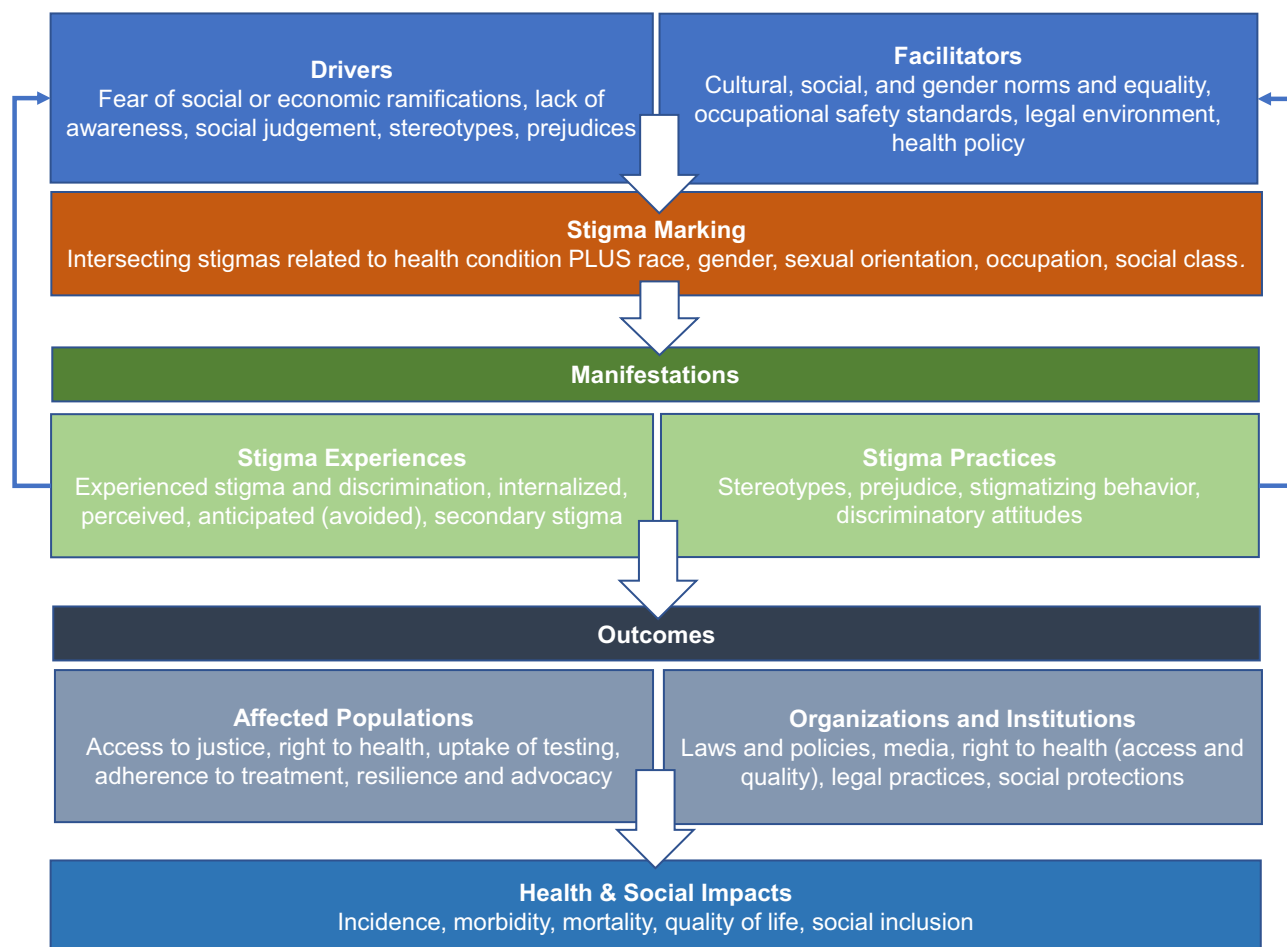 Drivers
Fear of social or economic ramifications, lack of
awareness, social judgement, stereotypes, prejudices
Facilitators
Cultural, social, and gender norms and equality,
occupational safety standards, legal environment,
health policy
Stigma Marking
Intersecting stigmas related to health condition PLUS race, gender, sexual orientation, occupation, social class.
Manifestations
Stigma Experiences
Experienced stigma and discrimination, internalized,
perceived, anticipated (avoided), secondary stigma
Stigma Practices
Stereotypes, prejudice, stigmatizing behavior,
discriminatory attitudes
Outcomes
Affected Populations
Access to justice, right to health, uptake of testing,
adherence to treatment, resilience and advocacy
Organizations and Institutions
Laws and policies, media, right to health (access and
quality), legal practices, social protections
Health & Social Impacts
Incidence, morbidity, mortality, quality of life, social inclusion